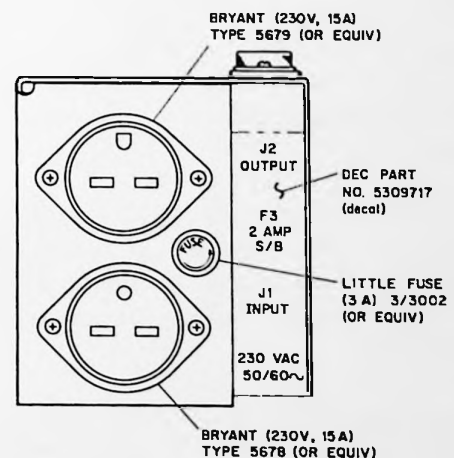 BRYANT (230V, 15A)
TYPE 5679 (OR EQUIV)
J2
OUTPUT
DEC PART
NO. 5309717
(decal)
F3
2 AMP
S/B
FUSE
LITTLE FUSE
(3A) 3/3002
(OR EQUIV)
J1
INPUT
230 VAC
50/60~
BRYANT (230V, 15A)
TYPE 5678 (OR EQUIV)